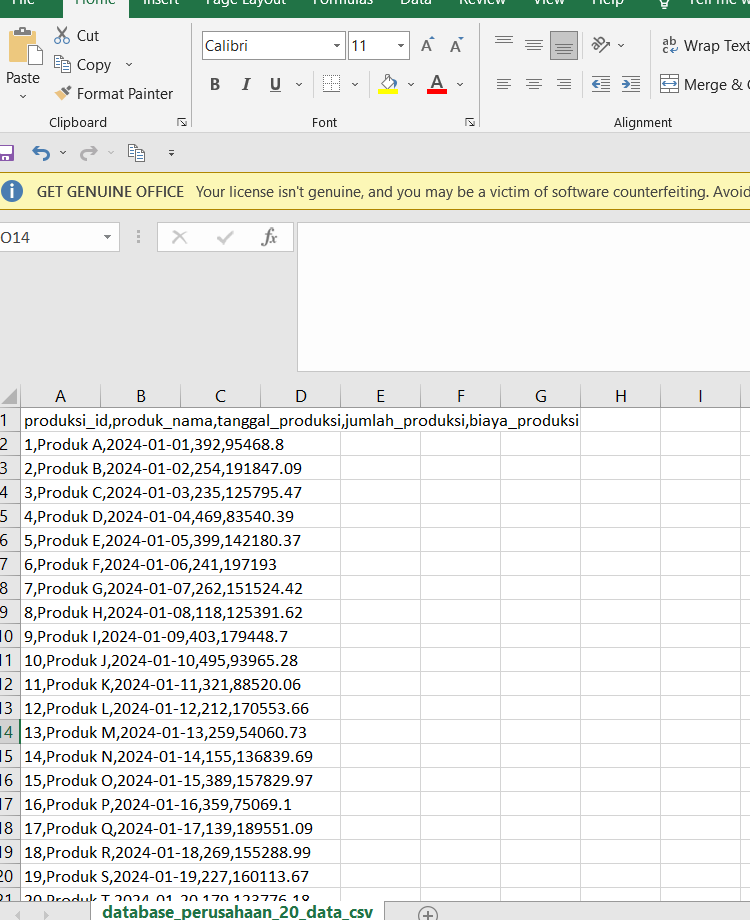 File Home Insert Page Layout Formulas Data Review View Help Tell me w
Cut
Copy
Format Painter
Paste
Clipboard
Calibri 11 A A
B I U A
Font
ab Wrap Text
Merge &
Alignment
GET GENUINE OFFICE Your license isn't genuine, and you may be a victim of software counterfeiting. Avoid
O14 fx
A B C D E F G H I
1 produksi_id,produk_nama,tanggal_produksi,jumlah_produksi,biaya_produksi
2 1,Produk A,2024-01-01,392,95468.8
3 2,Produk B,2024-01-02,254,191847.09
4 3,Produk C,2024-01-03,235,125795.47
5 4,Produk D,2024-01-04,469,83540.39
6 5,Produk E,2024-01-05,399,142180.37
7 6,Produk F,2024-01-06,241,197193
8 7,Produk G,2024-01-07,262,151524.42
9 8,Produk H,2024-01-08,118,125391.62
10 9,Produk I,2024-01-09,403,179448.7
11 10,Produk J,2024-01-10,495,93965.28
12 11,Produk K,2024-01-11,321,88520.06
13 12,Produk L,2024-01-12,212,170553.66
14 13,Produk M,2024-01-13,259,54060.73
15 14,Produk N,2024-01-14,155,136839.69
16 15,Produk O,2024-01-15,389,157829.97
17 16,Produk P,2024-01-16,359,75069.1
18 17,Produk Q,2024-01-17,139,189551.09
19 18,Produk R,2024-01-18,269,155288.99
20 19,Produk S,2024-01-19,227,160113.67
21 20,Produk T,2024-01-20,179,123776.18
database_perusahaan_20_data_csv